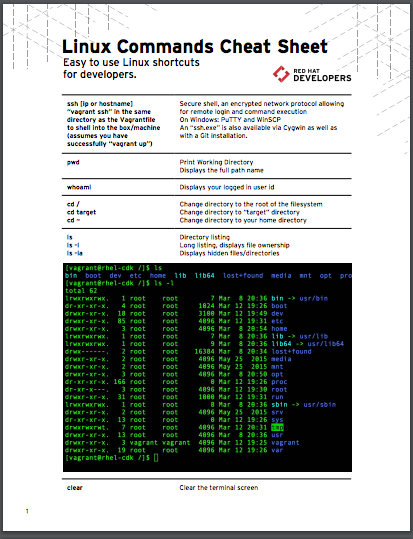 Linux Commands Cheat Sheet
Easy to use Linux shortcuts
for developers.
RED HAT
DEVELOPERS
ssh [ip or hostname]
"vagrant ssh" in the same
directory as the Vagrantfile
to shell into the box/machine
(assumes you have
successfully "vagrant up")
Secure shell, an encrypted network protocol allowing
for remote login and command execution
On Windows: PuTTY and WinSCP
An "ssh.exe" is also available via Cygwin as well as
with a Git installation.
pwd
Print Working Directory
Displays the full path name
whoami
Displays your logged in user id
cd /
cd target
cd ~
Change directory to the root of the filesystem
Change directory to "target" directory
Change directory to your home directory
ls
ls -l
ls -la
Directory listing
Long listing, displays file ownership
Displays hidden files/directories
[vagrant@rhel-cdk /]$ ls
bin boot dev etc home lib lib64 lost+found media mnt opt pro
[vagrant@rhel-cdk /]$ ls -l
total 62
lrwxrwxrwx. 1 root root 7 Mar 8 20:36 bin -> usr/bin
dr-xr-xr-x. 4 root root 1024 Mar 12 19:26 boot
drwxr-xr-x. 18 root root 3100 Mar 12 19:49 dev
drwxr-xr-x. 85 root root 4096 Mar 12 19:31 etc
drwxr-xr-x. 3 root root 4096 Mar 8 20:54 home
lrwxrwxrwx. 1 root root 7 Mar 8 20:36 lib -> usr/lib
lrwxrwxrwx. 1 root root 9 Mar 8 20:36 lib64 -> usr/lib64
drwx------. 2 root root 16384 Mar 8 20:34 lost+found
drwxr-xr-x. 2 root root 4096 May 25 2015 media
drwxr-xr-x. 2 root root 4096 May 25 2015 mnt
drwxr-xr-x. 3 root root 4096 Mar 8 20:50 opt
dr-xr-xr-x. 166 root root 0 Mar 12 19:26 proc
dr-xr-x---. 3 root root 4096 Mar 12 19:30 root
drwxr-xr-x. 31 root root 1000 Mar 12 19:31 run
lrwxrwxrwx. 1 root root 8 Mar 8 20:36 sbin -> usr/sbin
drwxr-xr-x. 2 root root 4096 May 25 2015 srv
dr-xr-xr-x. 13 root root 0 Mar 12 19:26 sys
drwxrwxrwt. 7 root root 4096 Mar 12 20:31 tmp
drwxr-xr-x. 13 root root 4096 Mar 8 20:36 usr
drwxr-xr-x. 3 vagrant vagrant 4096 Mar 12 19:25 vagrant
drwxr-xr-x. 19 root root 4096 Mar 12 19:26 var
[vagrant@rhel-cdk /]$
clear
Clear the terminal screen
1